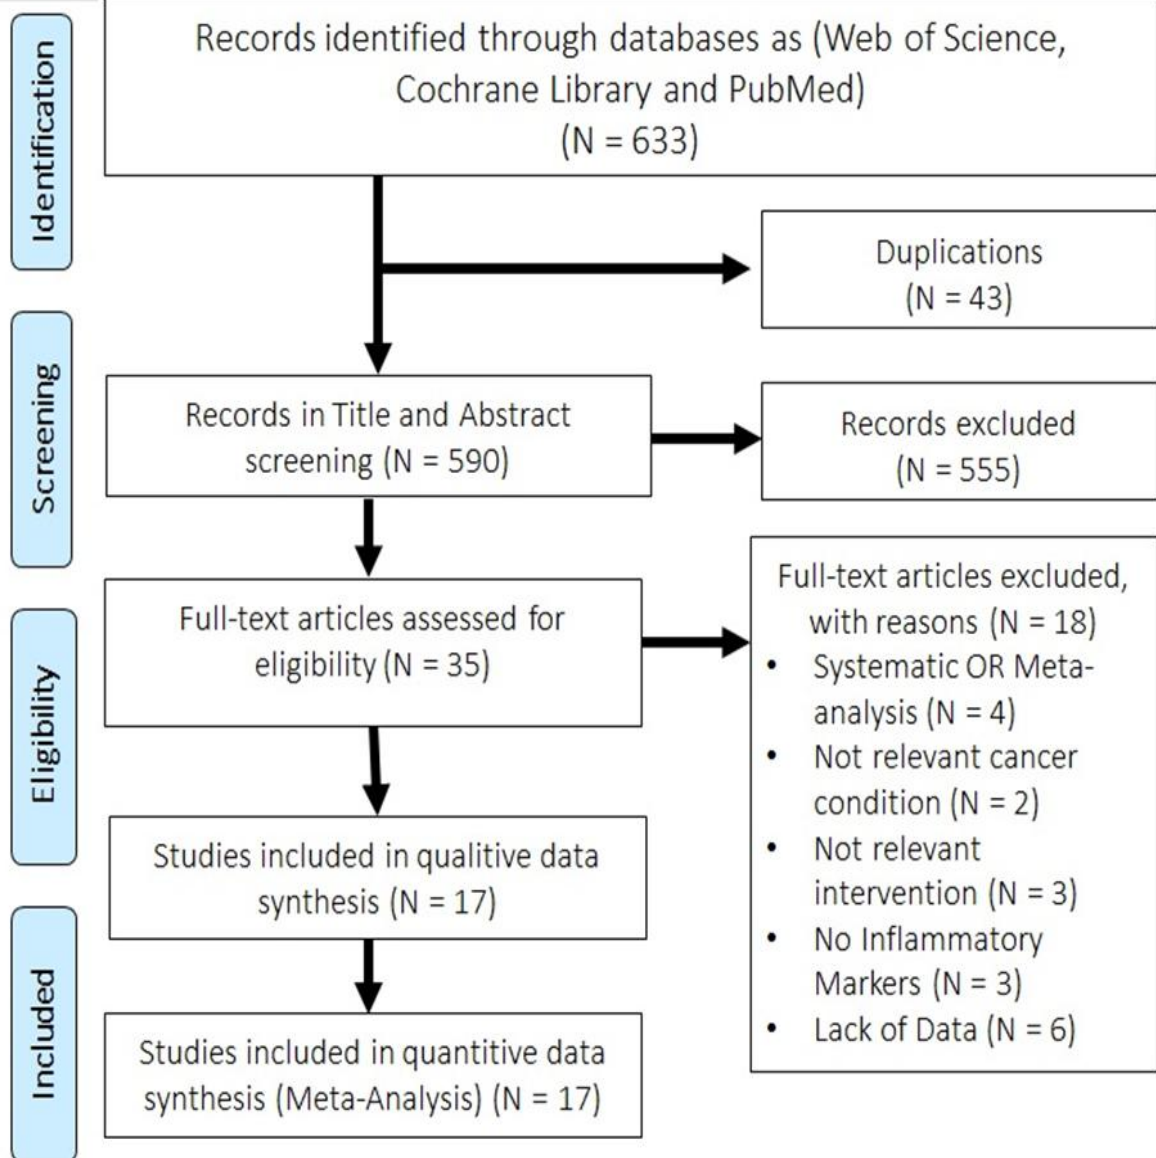 Identification
Records identified through databases as (Web of Science,
Cochrane Library and PubMed)
(N = 633)
Duplications
(N = 43)
Screening
Records in Title and Abstract
screening (N = 590)
Records excluded
(N = 555)
Eligibility
Full-text articles assessed for
eligibility (N = 35)
Full-text articles excluded,
with reasons (N = 18)
• Systematic OR Meta-
analysis (N = 4)
• Not relevant cancer
condition (N = 2)
• Not relevant
intervention (N = 3)
• No Inflammatory
Markers (N = 3)
• Lack of Data (N = 6)
Studies included in qualitive data
synthesis (N = 17)
Included
Studies included in quantitive data
synthesis (Meta-Analysis) (N = 17)